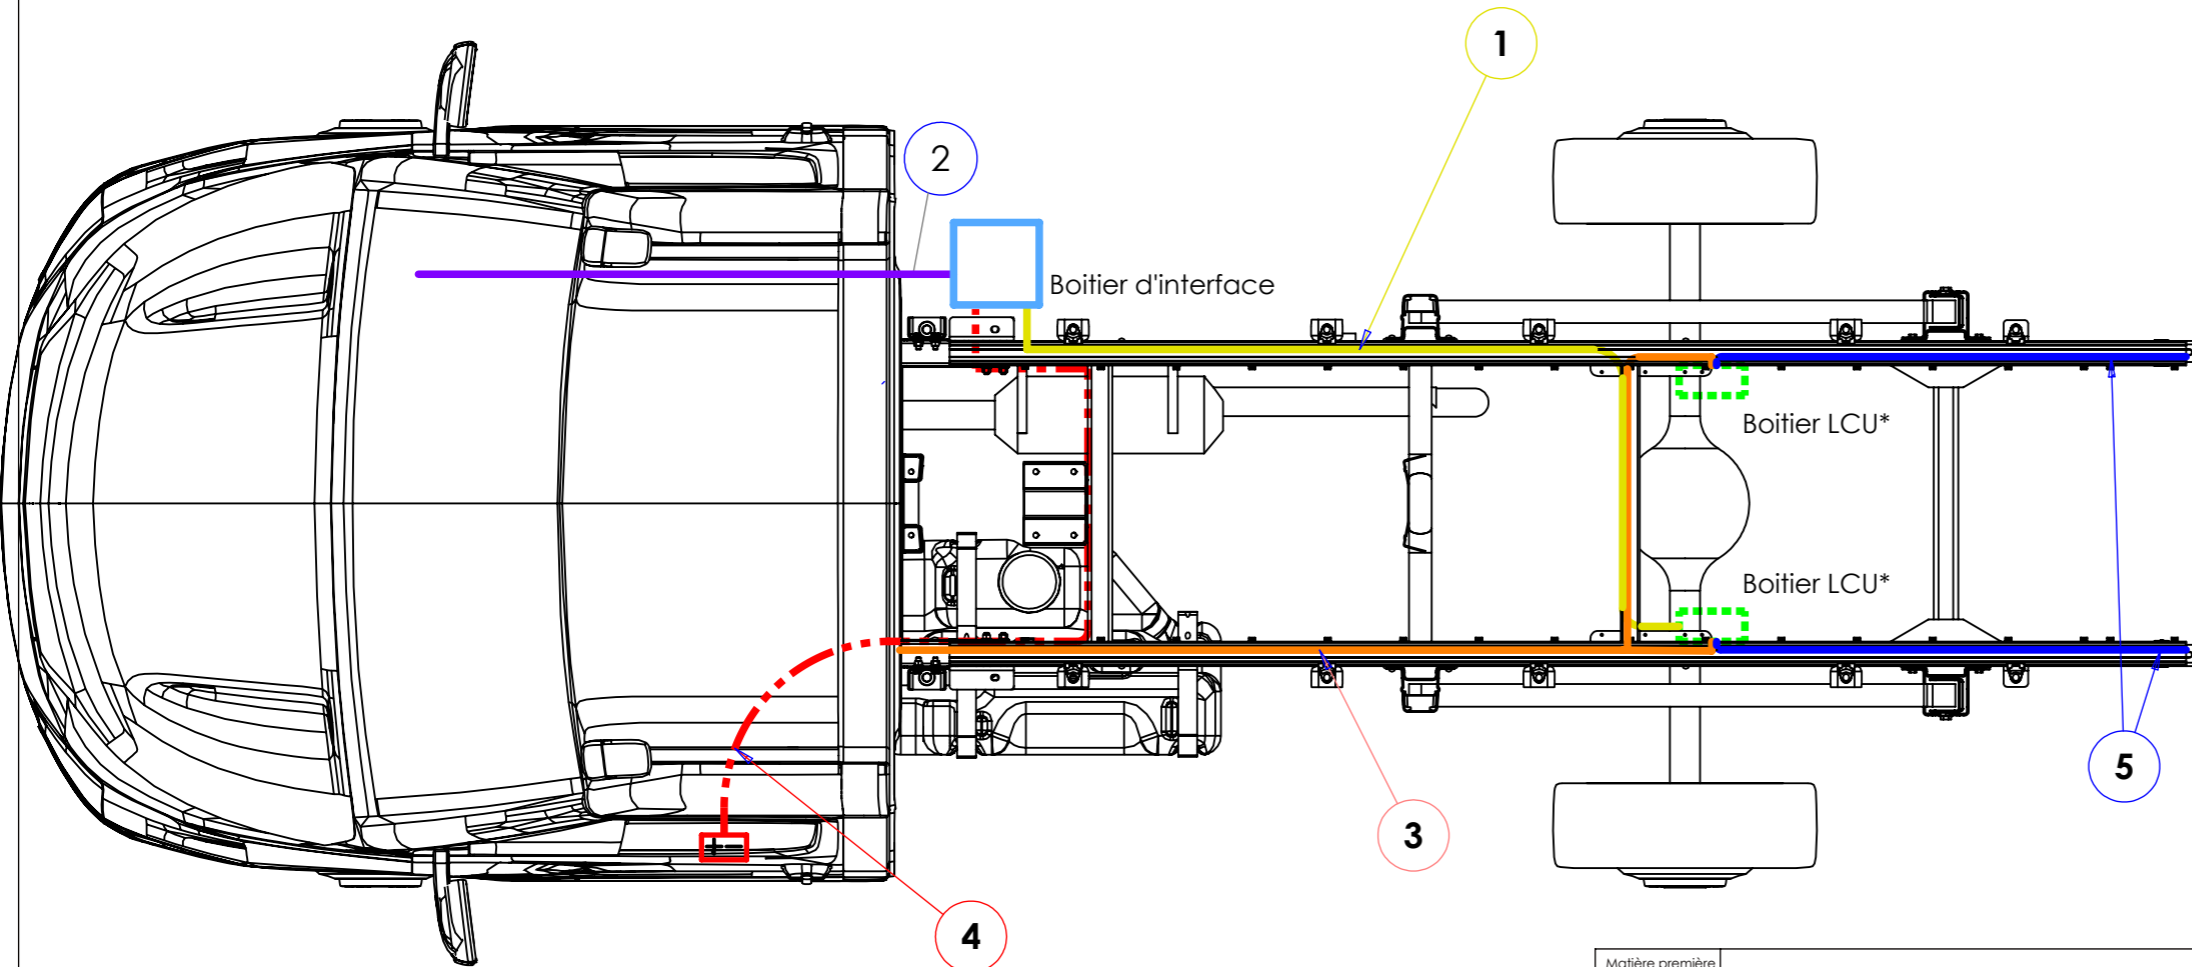 1
2
Boitier d'interface
Boitier LCU*
Boitier LCU*
5
3
+ –
4
Matière première